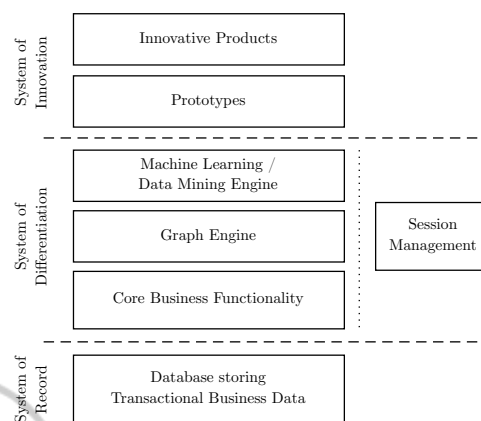 System of
Innovation
Innovative Products
Prototypes
System of
Differentiation
Machine Learning /
Data Mining Engine
Graph Engine
Core Business Functionality
Session
Management
System of
Record
Database storing
Transactional Business Data